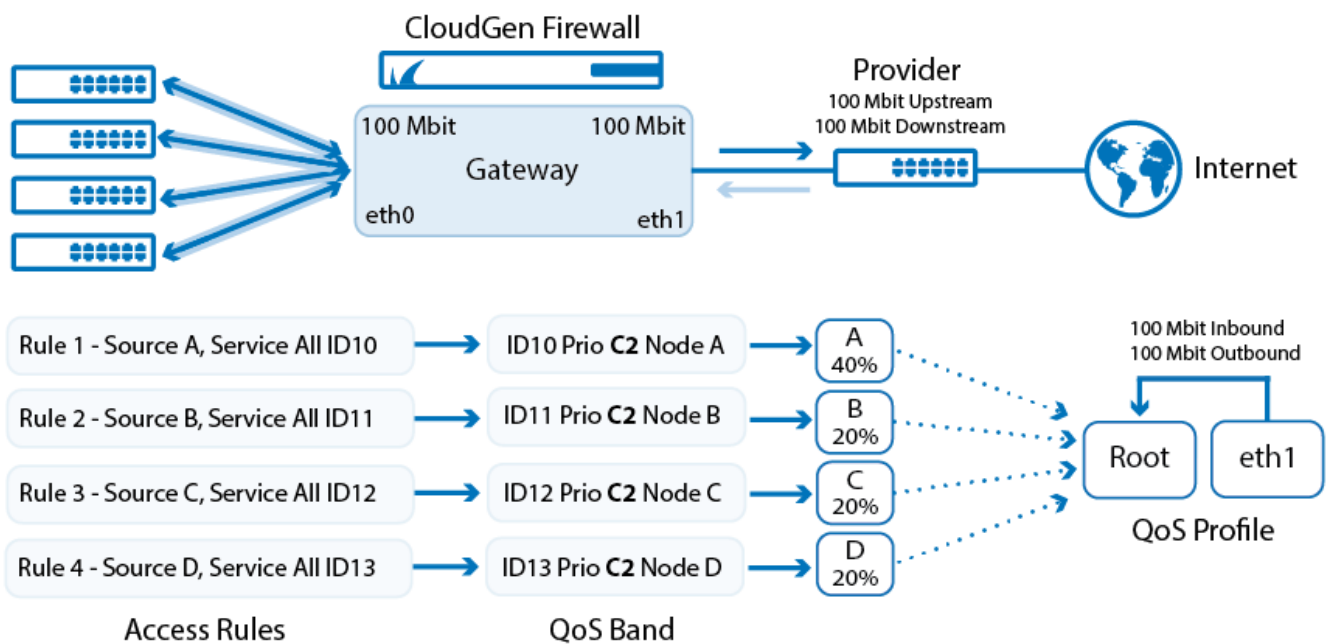 CloudGen Firewall
Provider
100 Mbit Upstream
100 Mbit Downstream
100 Mbit
100 Mbit
Gateway
eth0
eth1
Internet
Rule 1 - Source A, Service All ID10
ID10 Prio C2 Node A
A
40%
Rule 2 - Source B, Service All ID11
ID11 Prio C2 Node B
B
20%
Rule 3 - Source C, Service All ID12
ID12 Prio C2 Node C
C
20%
Rule 4 - Source D, Service All ID13
ID13 Prio C2 Node D
D
20%
100 Mbit Inbound
100 Mbit Outbound
Root
eth1
QoS Profile
Access Rules
QoS Band